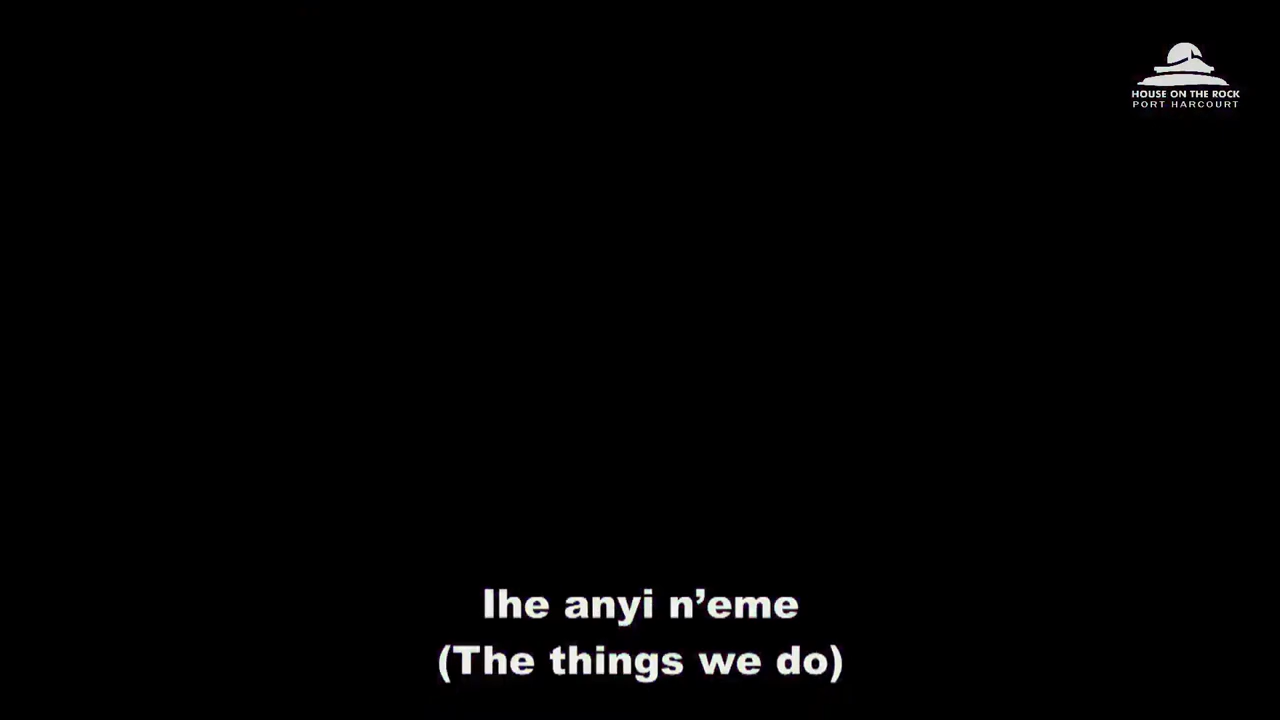 HOUSE ON THE ROCK
PORT HARCOURT
Ihe anyi n’eme
(The things we do)